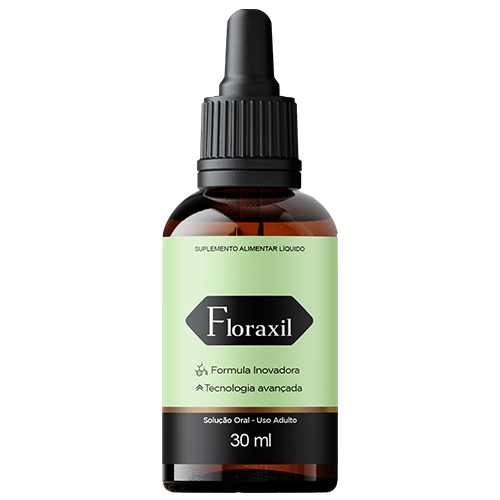 SUPLEMENTO ALIMENTAR LÍQUIDO
Floraxil
Formula Inovadora
Tecnologia avançada
Solução Oral - Uso Adulto
30 ml